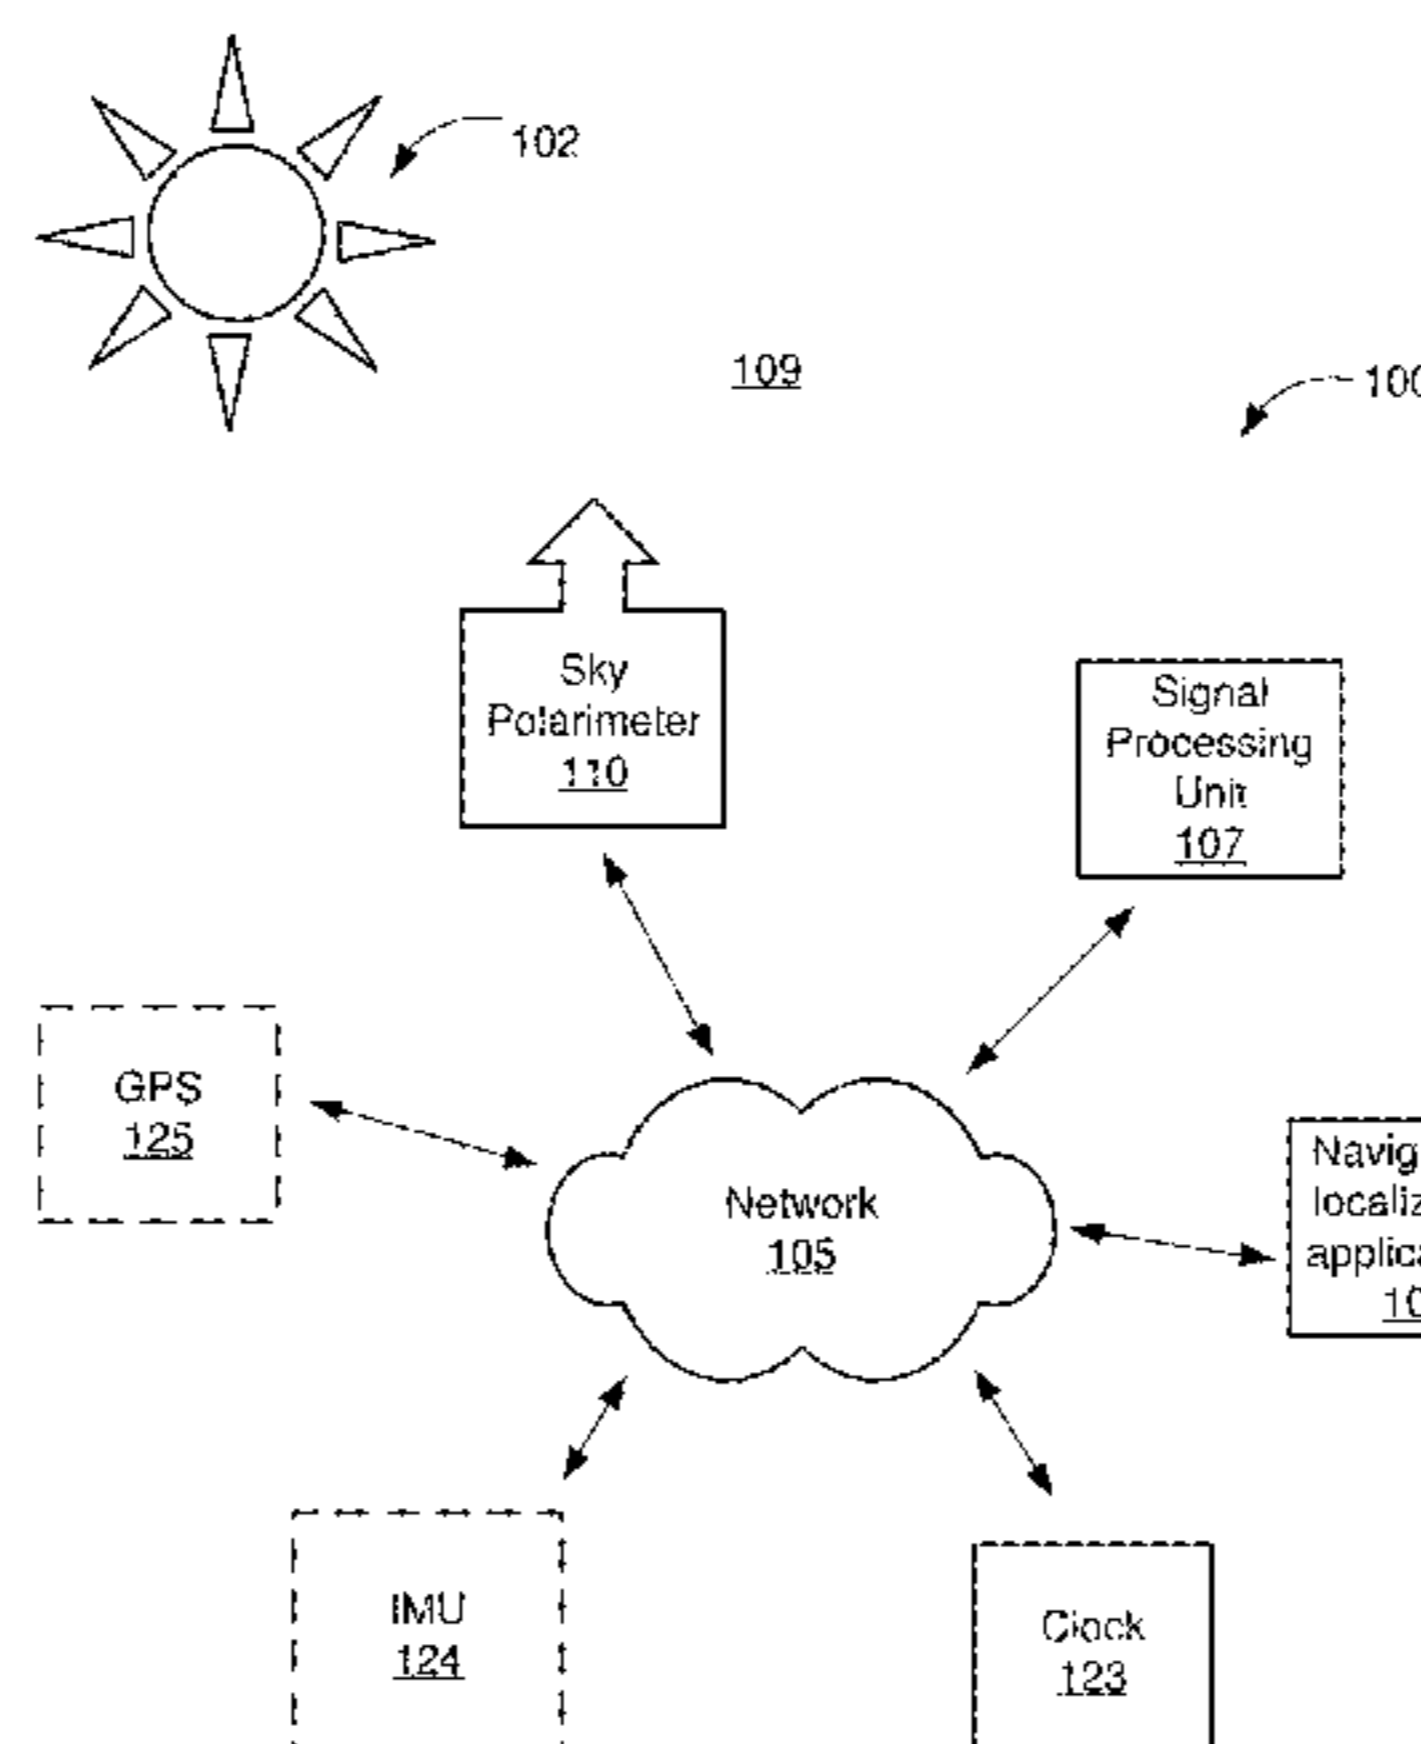 102
109
100
Sky
Polarimeter
110
Signal
Processing
Unit
107
GPS
125
Network
105
IMU
124
Clock
123